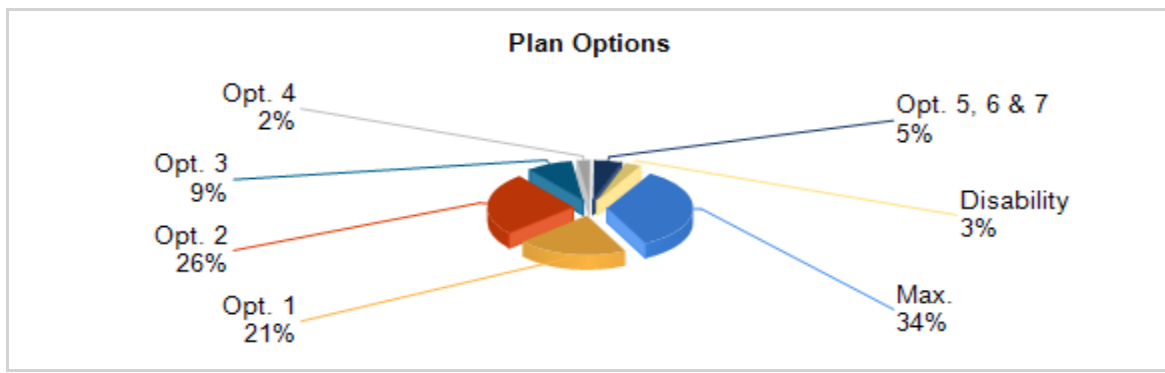 Plan Options
Opt. 4
2%
Opt. 3
9%
Opt. 2
26%
Opt. 1
21%
Opt. 5, 6 & 7
5%
Disability
3%
Max.
34%